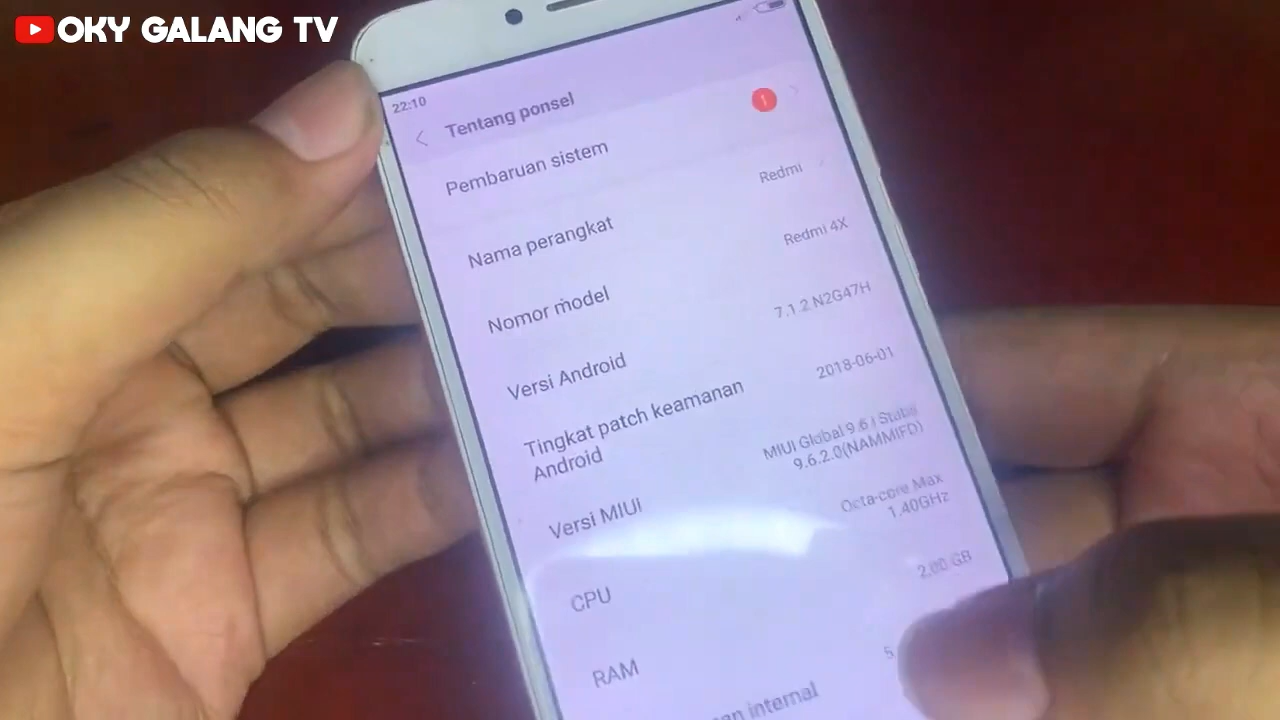 OKY GALANG TV
22:10
Tentang ponsel
Pembaruan sistem
1
Nama perangkat
Redmi
Nomor model
Redmi 4X
Versi Android
7.1.2 N2G47H
Tingkat patch keamanan
Android
2018-06-01
Versi MIUI
MIUI Global 9.6 | Stabil
9.6.2.0(NAMMIFD)
CPU
Octa-core Max
1.40GHz
RAM
2,00 GB
internal